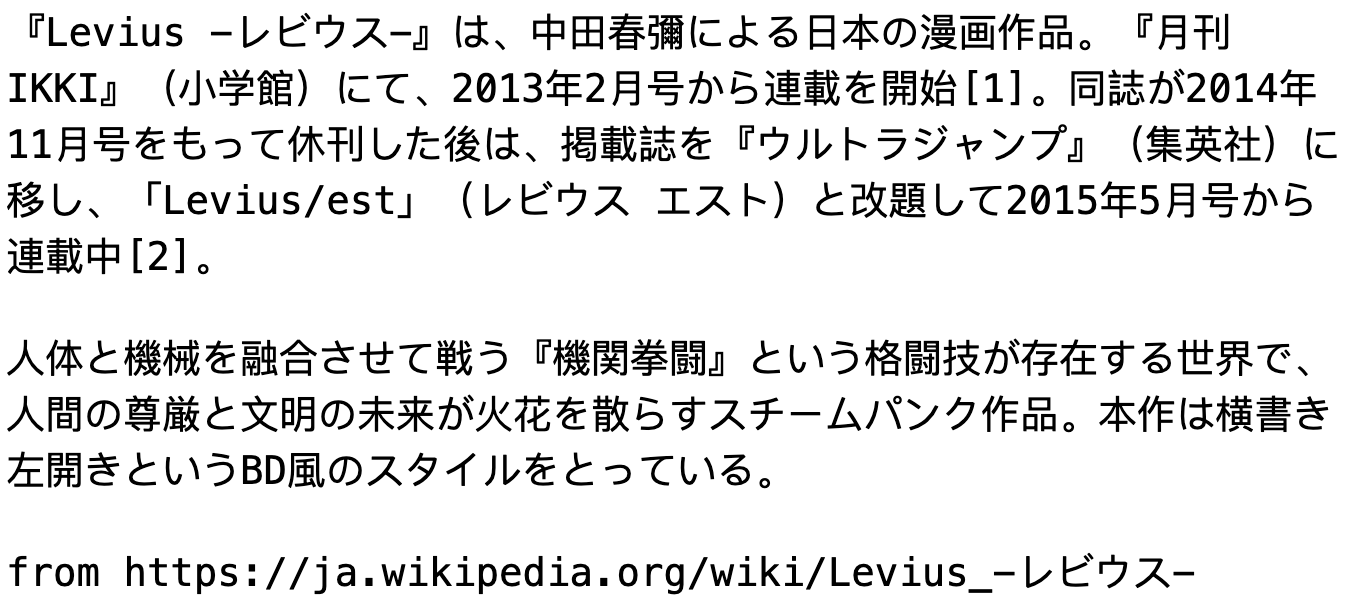 『Levius −レビウス−』は、中田春彌による日本の漫画作品。『月刊
IKKI』（小学館）にて、2013年2月号から連載を開始[1]。同誌が2014年
11月号をもって休刊した後は、掲載誌を『ウルトラジャンプ』（集英社）に
移し、「Levius/est」（レビウス エスト）と改題して2015年5月号から
連載中[2]。
人体と機械を融合させて戦う『機関拳闘』という格闘技が存在する世界で、
人間の尊厳と文明の未来が火花を散らすスチームパンク作品。本作は横書き
左開きというBD風のスタイルをとっている。
from https://ja.wikipedia.org/wiki/Levius_−レビウス−